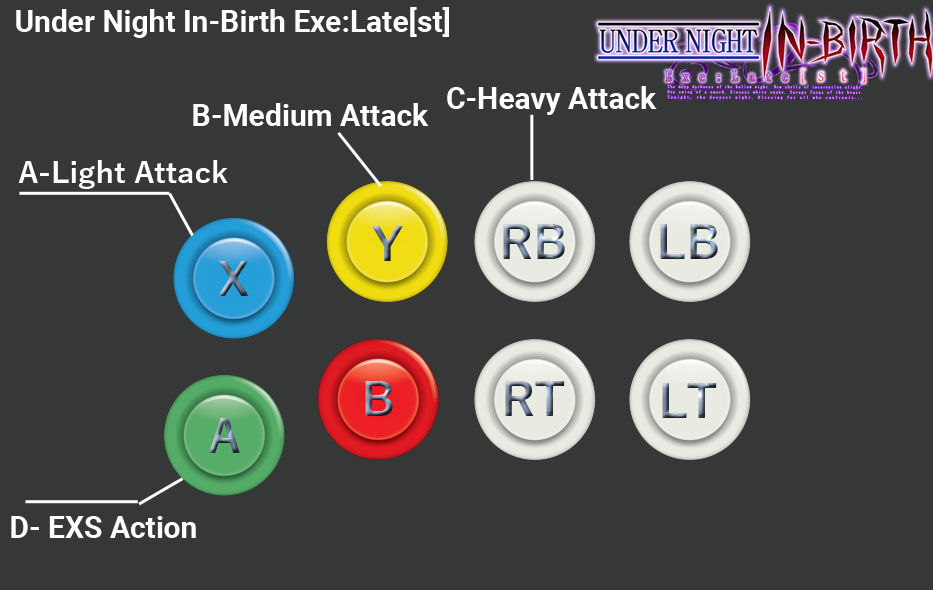 Under Night In-Birth Exe:Late[st]
UNDER NIGHT IN-BIRTH
Exe:Late[st]
C-Heavy Attack
B-Medium Attack
A-Light Attack
X
Y
RB
LB
A
B
RT
LT
D- EXS Action